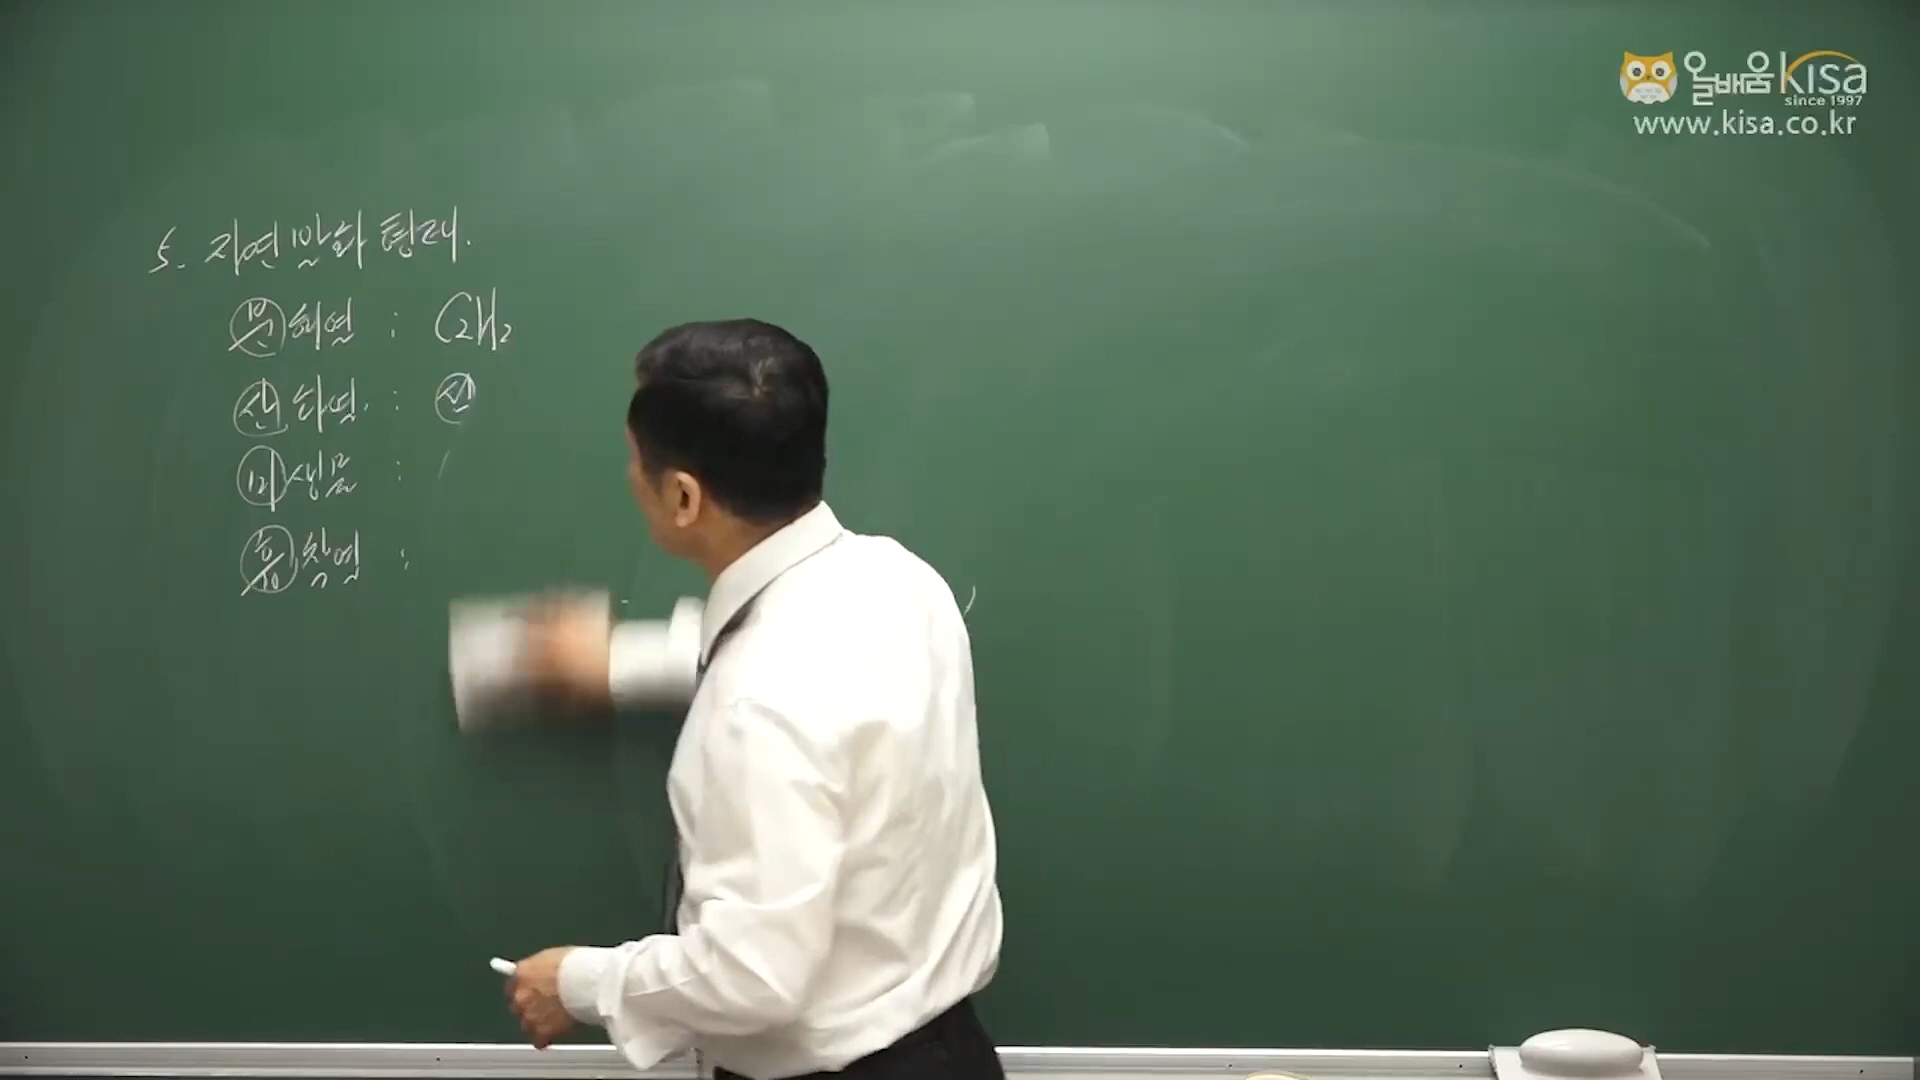 5. 자연발화 형태.
분해열 : C2H2
산화열. : 산
미생물 :
흡착열 :
올배움 kisa
since 1997
www.kisa.co.kr